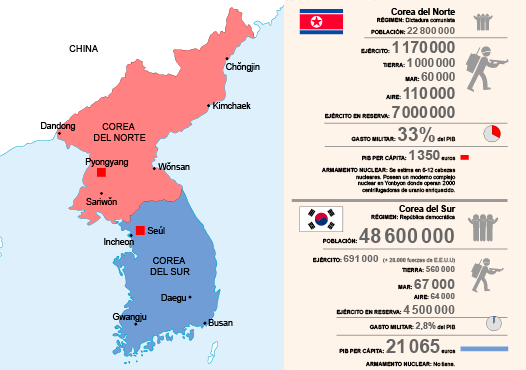 CHINA
Chŏngjin
Kimchaek
Dandong
COREA
DEL NORTE
Pyongyang
Wŏnsan
Sariwŏn
Seúl
Incheon
COREA
DEL SUR
Daegu
Gwangju
Busan
Corea del Norte
RÉGIMEN: Dictadura comunista
POBLACIÓN: 22 800 000
EJÉRCITO: 1 170 000
TIERRA: 1 000 000
MAR: 60 000
AIRE: 110 000
EJÉRCITO EN RESERVA: 7 000 000
GASTO MILITAR: 33% del PIB
PIB PER CÁPITA: 1 350 euros
ARMAMENTO NUCLEAR: Se estima en 6-12 cabezas
nucleares. Poseen un moderno complejo
nuclear en Yonbyon donde operan 2000
centrifugadoras de uranio enriquecido.
Corea del Sur
RÉGIMEN: República democrática
POBLACIÓN: 48 600 000
EJÉRCITO: 691 000 (+ 28.000 fuerzas de E.E.U.U)
TIERRA: 560 000
MAR: 67 000
AIRE: 64 000
EJÉRCITO EN RESERVA: 4 500 000
GASTO MILITAR: 2,8% del PIB
PIB PER CÁPITA: 21 065 euros
ARMAMENTO NUCLEAR: No tiene.